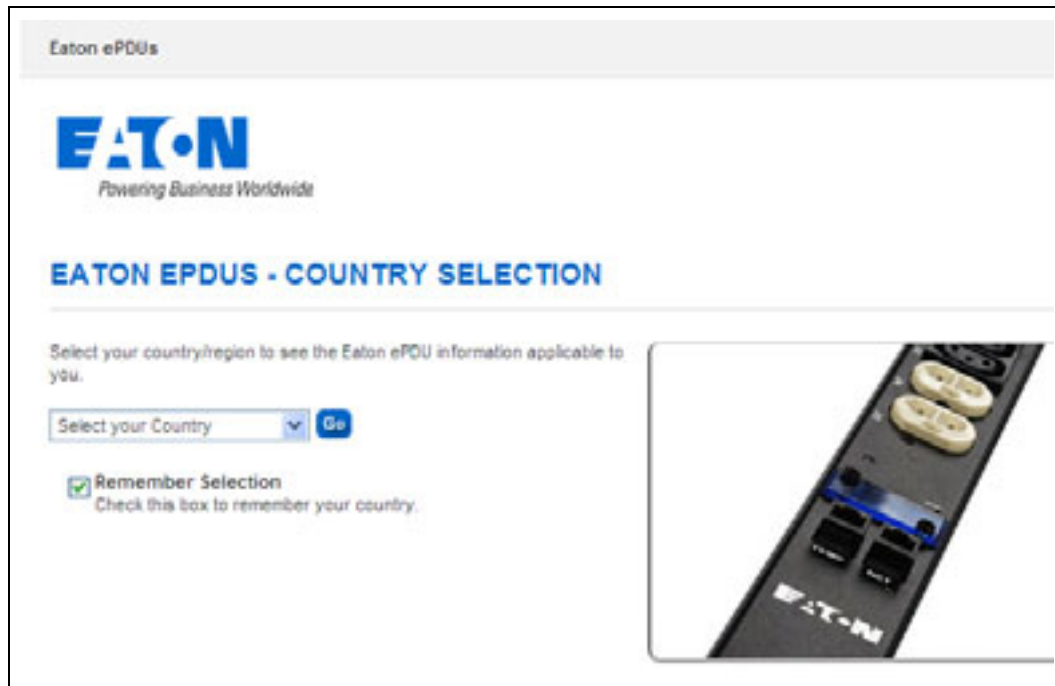 Eaton ePDUs
EATON
Powering Business Worldwide
EATON EPDUS - COUNTRY SELECTION
Select your country/region to see the Eaton ePDU information applicable to
you.
Select your Country
Go
Remember Selection
Check this box to remember your country.
EATON